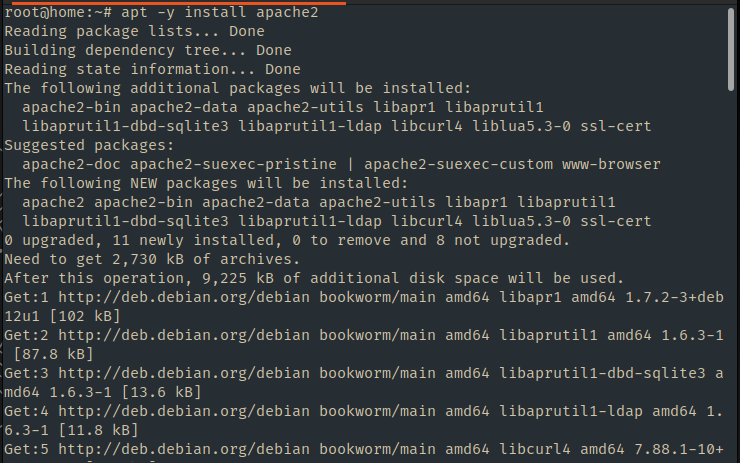 root@home:~# apt -y install apache2
Reading package lists... Done
Building dependency tree... Done
Reading state information... Done
The following additional packages will be installed:
  apache2-bin apache2-data apache2-utils libapr1 libaprutil1
  libaprutil1-dbd-sqlite3 libaprutil1-ldap libcurl4 liblua5.3-0 ssl-cert
Suggested packages:
  apache2-doc apache2-suexec-pristine | apache2-suexec-custom www-browser
The following NEW packages will be installed:
  apache2 apache2-bin apache2-data apache2-utils libapr1 libaprutil1
  libaprutil1-dbd-sqlite3 libaprutil1-ldap libcurl4 liblua5.3-0 ssl-cert
0 upgraded, 11 newly installed, 0 to remove and 8 not upgraded.
Need to get 2,730 kB of archives.
After this operation, 9,225 kB of additional disk space will be used.
Get:1 http://deb.debian.org/debian bookworm/main amd64 libapr1 amd64 1.7.2-3+deb
12u1 [102 kB]
Get:2 http://deb.debian.org/debian bookworm/main amd64 libaprutil1 amd64 1.6.3-1
 [87.8 kB]
Get:3 http://deb.debian.org/debian bookworm/main amd64 libaprutil1-dbd-sqlite3 a
md64 1.6.3-1 [13.6 kB]
Get:4 http://deb.debian.org/debian bookworm/main amd64 libaprutil1-ldap amd64 1.
6.3-1 [11.8 kB]
Get:5 http://deb.debian.org/debian bookworm/main amd64 libcurl4 amd64 7.88.1-10+